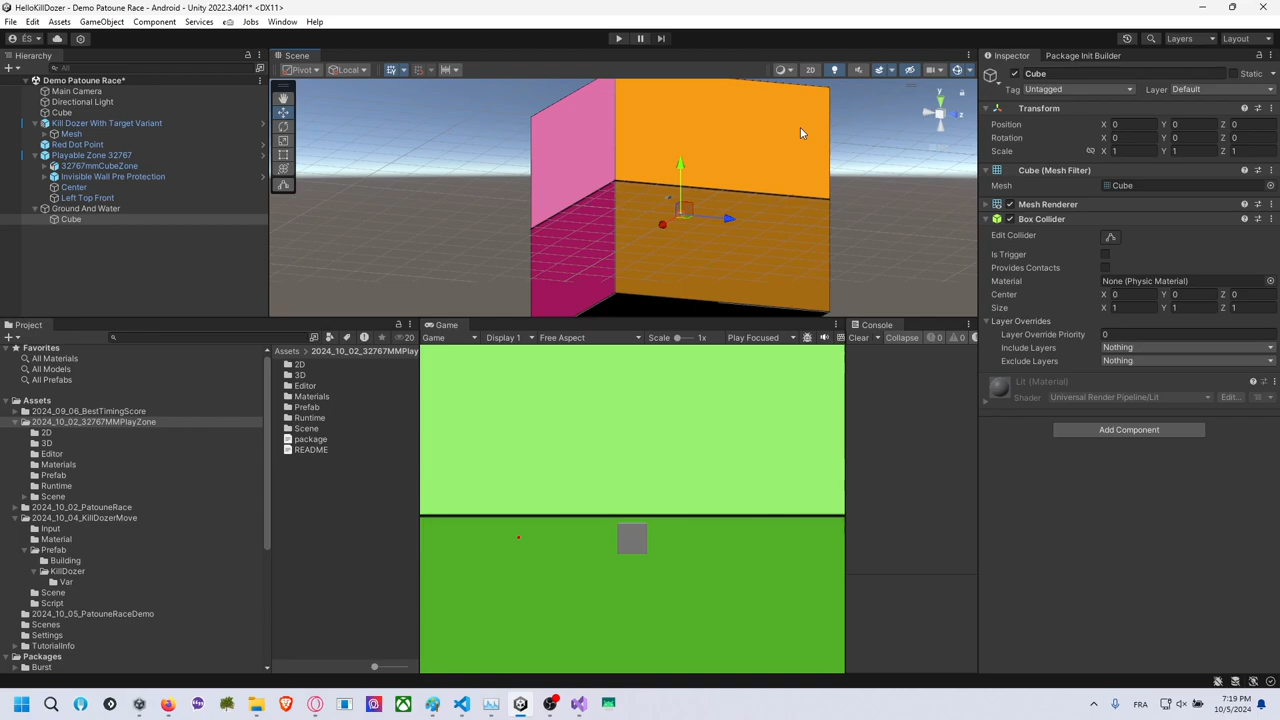 HelloKillDozer - Demo Patoune Race - Android - Unity 2022.3.40f1* <DX11>
File Edit Assets GameObject Component Services Jobs Window Help
ÉS Layers Layout
Hierarchy Scene Inspector Package Init Builder
All
Pivot Local 2D
Cube Static
Tag Untagged Layer Default
Demo Patoune Race*
Main Camera
Directional Light
Cube
Kill Dozer With Target Variant
Mesh
Red Dot Point
Playable Zone 32767
32767mmCubeZone
Invisible Wall Pre Protection
Center
Left Top Front
Ground And Water
Cube
y
z
Transform
Position X 0 Y 0 Z 0
Rotation X 0 Y 0 Z 0
Scale X 1 Y 1 Z 1
Cube (Mesh Filter)
Mesh Cube
Mesh Renderer
Box Collider
Edit Collider
Is Trigger
Provides Contacts
Material None (Physic Material)
Center X 0 Y 0 Z 0
Size X 1 Y 1 Z 1
Layer Overrides
Layer Override Priority 0
Include Layers Nothing
Exclude Layers Nothing
Lit (Material)
Shader Universal Render Pipeline/Lit Edit...
Add Component
Project
20
Favorites
All Materials
All Models
All Prefabs
Assets
2024_09_06_BestTimingScore
2024_10_02_32767MMPlayZone
2D
3D
Editor
Materials
Prefab
Runtime
Scene
2024_10_02_PatouneRace
2024_10_04_KillDozerMove
Input
Material
Prefab
Building
KillDozer
Var
Scene
Script
2024_10_05_PatouneRaceDemo
Scenes
Settings
TutorialInfo
Packages
Burst
Assets 2024_10_02_32767MMPlay
2D
3D
Editor
Materials
Prefab
Runtime
Scene
package
README
Game
Game Display 1 Free Aspect Scale 1x Play Focused
Console
Clear Collapse 0 0
FRA
7:19 PM
10/5/2024